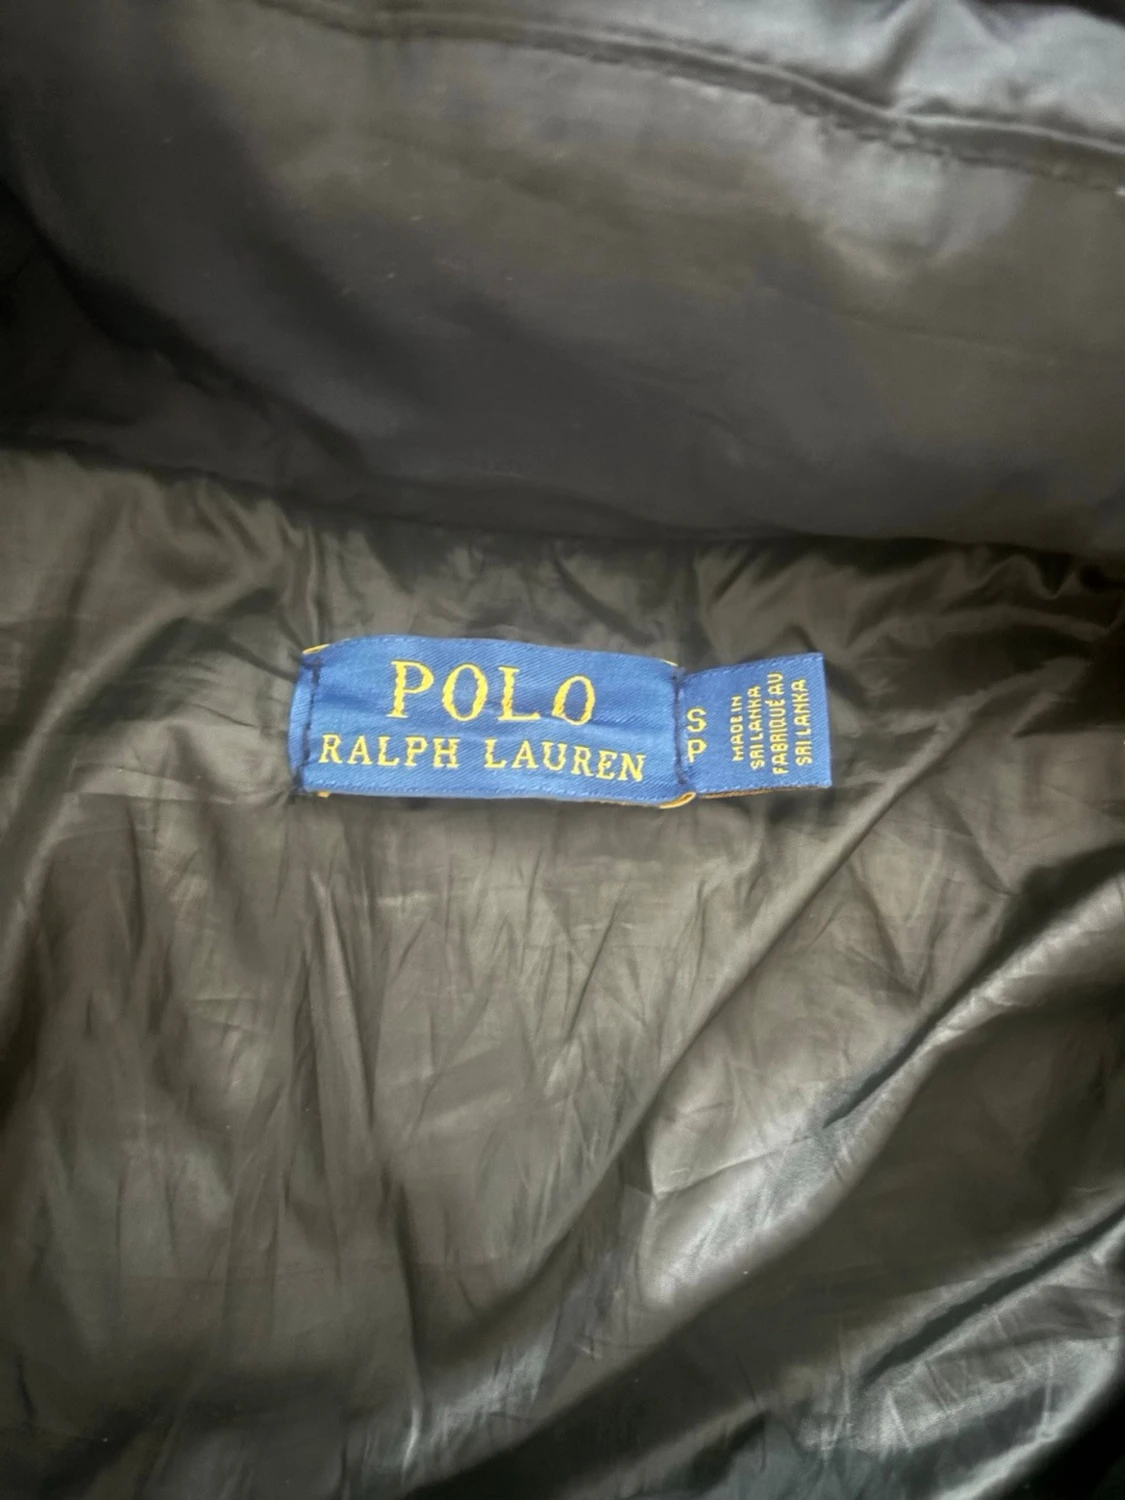 POLO
RALPH LAUREN
S
P
MADE IN
SRI LANKA
FABRIQUÉ AU
SRI LANKA